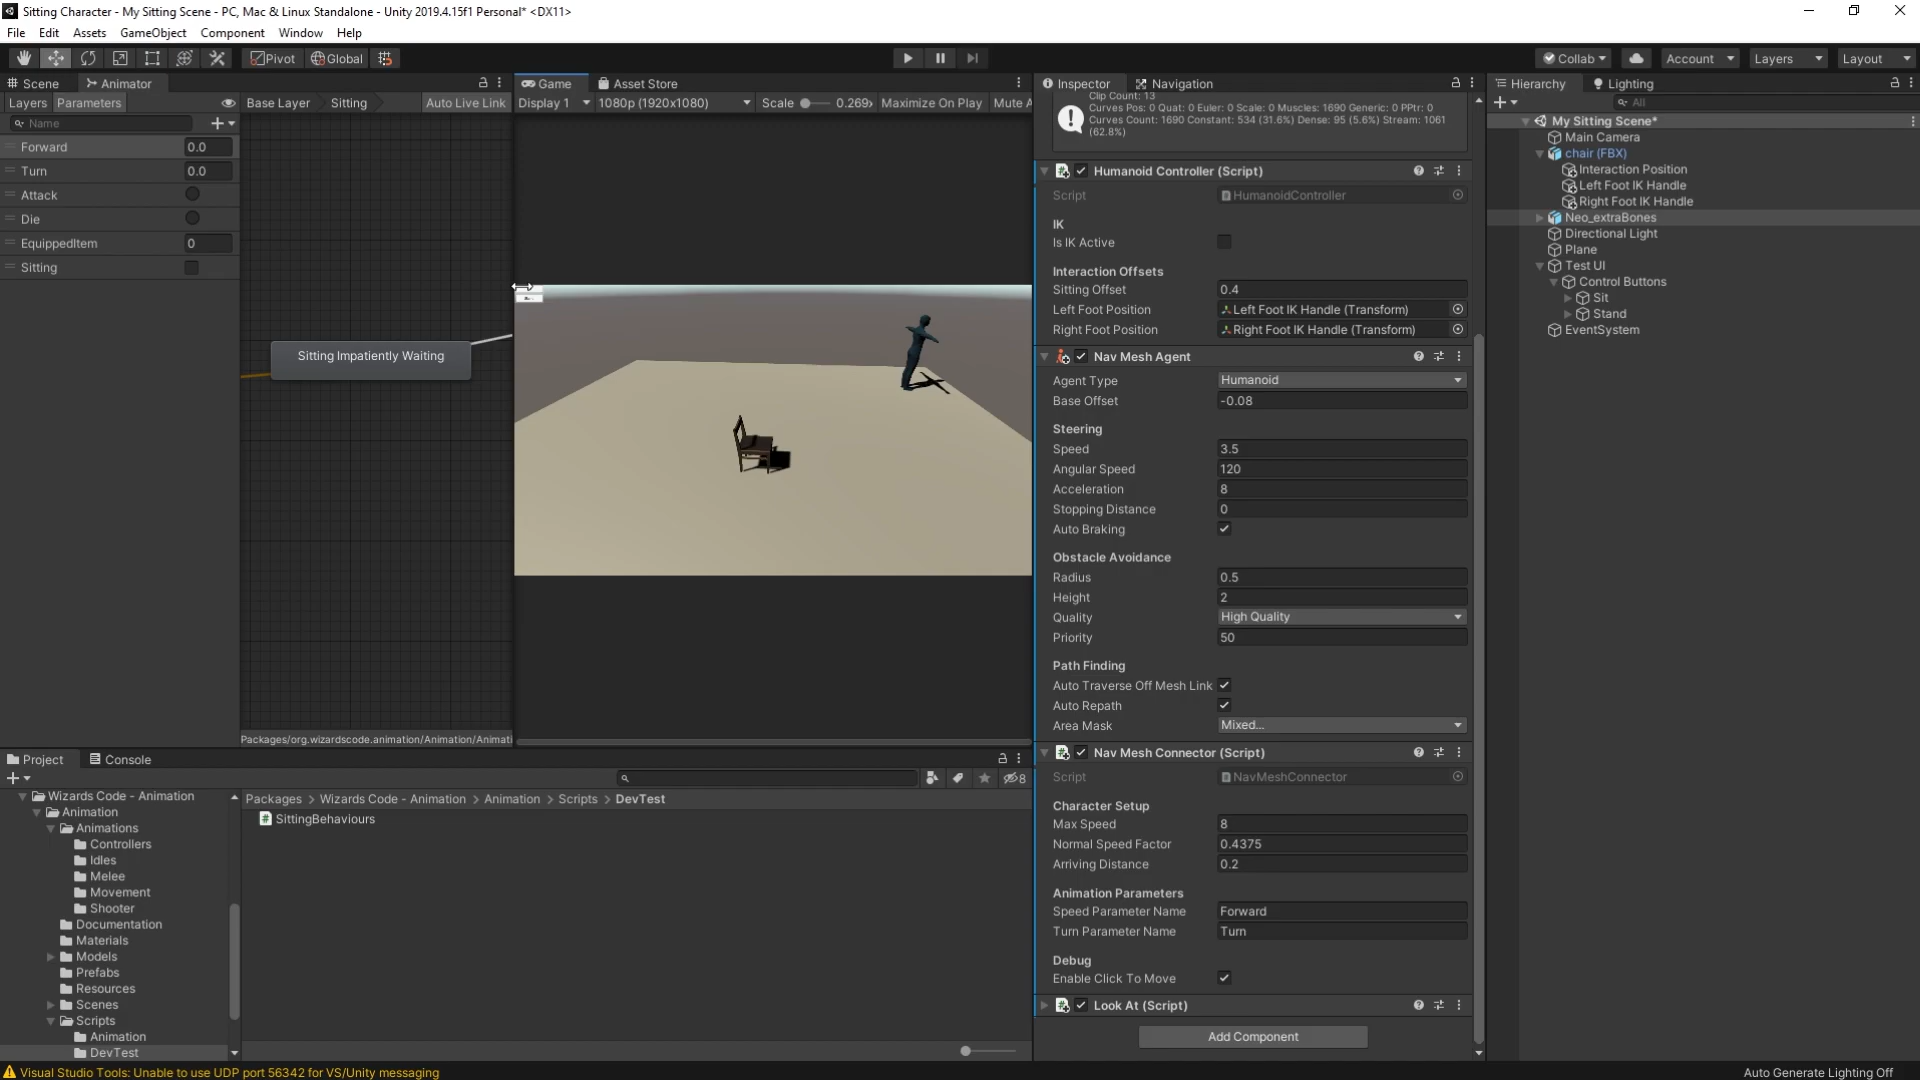 Sitting Character - My Sitting Scene - PC, Mac & Linux Standalone - Unity 2019.4.15f1 Personal* <DX11>
File Edit Assets GameObject Component Window Help
Pivot Global Collab Account Layers Layout
Scene Animator Game Asset Store Inspector Navigation Hierarchy Lighting
Layers Parameters Base Layer Sitting Auto Live Link
Display 1 1080p (1920x1080) Scale 0.269x Maximize On Play Mute A
Name
Forward 0.0
Turn 0.0
Attack
Die
EquippedItem 0
Sitting
Sitting Impatiently Waiting
Packages/org.wizardscode.animation/Animation/Animati
Clip Count: 13
Curves Pos: 0 Quat: 0 Euler: 0 Scale: 0 Muscles: 1690 Generic: 0 PPtr: 0
Curves Count: 1690 Constant: 534 (31.6%) Dense: 95 (5.6%) Stream: 1061
(62.8%)
Humanoid Controller (Script)
Script HumanoidController
IK
Is IK Active
Interaction Offsets
Sitting Offset 0.4
Left Foot Position Left Foot IK Handle (Transform)
Right Foot Position Right Foot IK Handle (Transform)
Nav Mesh Agent
Agent Type Humanoid
Base Offset -0.08
Steering
Speed 3.5
Angular Speed 120
Acceleration 8
Stopping Distance 0
Auto Braking
Obstacle Avoidance
Radius 0.5
Height 2
Quality High Quality
Priority 50
Path Finding
Auto Traverse Off Mesh Link
Auto Repath
Area Mask Mixed...
Nav Mesh Connector (Script)
Script NavMeshConnector
Character Setup
Max Speed 8
Normal Speed Factor 0.4375
Arriving Distance 0.2
Animation Parameters
Speed Parameter Name Forward
Turn Parameter Name Turn
Debug
Enable Click To Move
Look At (Script)
Add Component
All
My Sitting Scene*
Main Camera
chair (FBX)
Interaction Position
Left Foot IK Handle
Right Foot IK Handle
Neo_extraBones
Directional Light
Plane
Test UI
Control Buttons
Sit
Stand
EventSystem
Project Console
8
Wizards Code - Animation
Animation
Animations
Controllers
Idles
Melee
Movement
Shooter
Documentation
Materials
Models
Prefabs
Resources
Scenes
Scripts
Animation
DevTest
Packages > Wizards Code - Animation > Animation > Scripts > DevTest
SittingBehaviours
Visual Studio Tools: Unable to use UDP port 56342 for VS/Unity messaging
Auto Generate Lighting Off